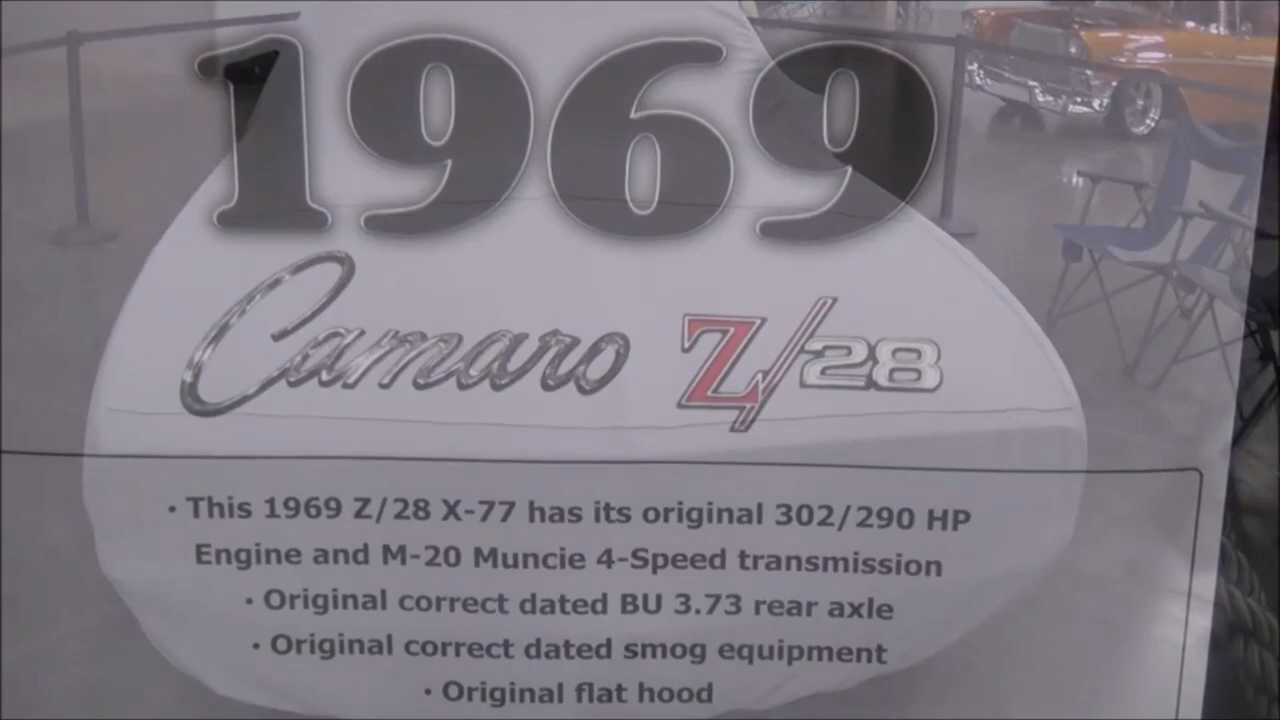 1969
Camaro Z/28
• This 1969 Z/28 X-77 has its original 302/290 HP
Engine and M-20 Muncie 4-Speed transmission
• Original correct dated BU 3.73 rear axle
• Original correct dated smog equipment
• Original flat hood